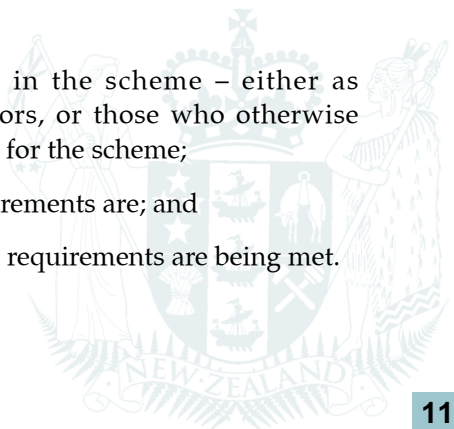 in the scheme – either as
ors, or those who otherwise
for the scheme;
rements are; and
requirements are being met.
NEW·ZEALAND
11